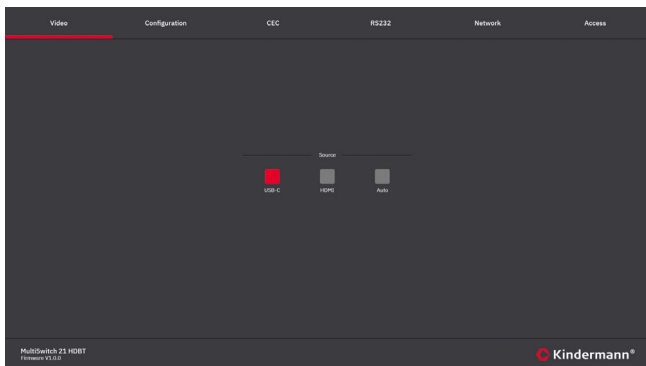 Video Configuration CEC RS232 Network Access
Source
USB-C HDMI Auto
MultiSwitch 21 HDBT
Firmware V1.0.0
Kindermann®